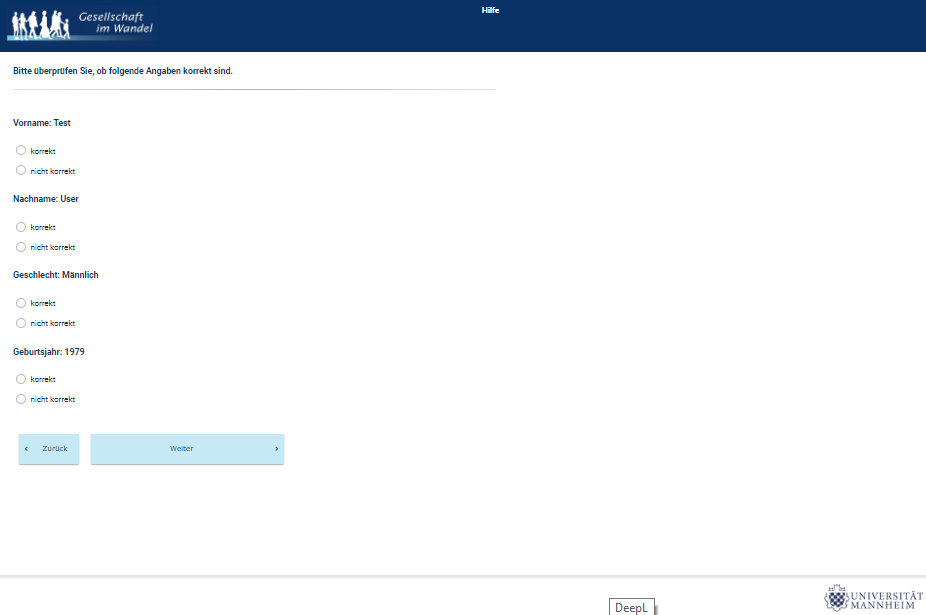 Gesellschaft
im Wandel
Hilfe
Bitte überprüfen Sie, ob folgende Angaben korrekt sind.
Vorname: Test
korrekt
nicht korrekt
Nachname: User
korrekt
nicht korrekt
Geschlecht: Männlich
korrekt
nicht korrekt
Geburtsjahr: 1979
korrekt
nicht korrekt
‹ Zurück
Weiter ›
UNIVERSITÄT
MANNHEIM
DeepL